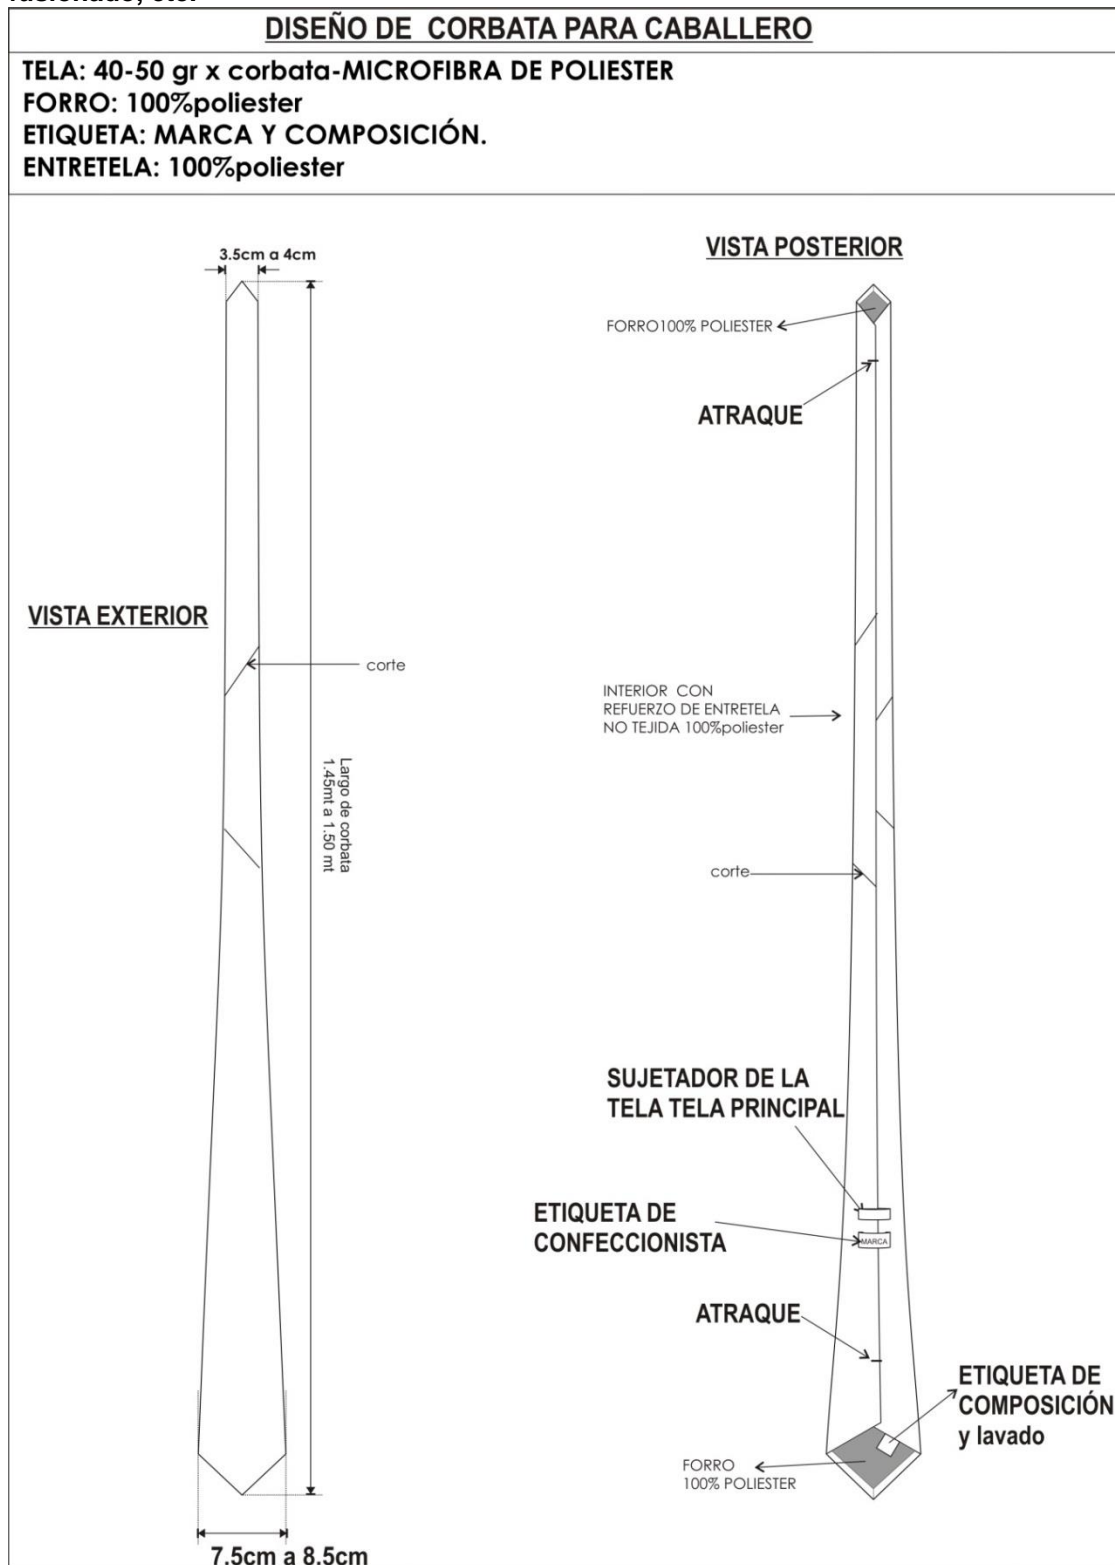 DISEÑO DE CORBATA PARA CABALLERO
TELA: 40-50 gr x corbata-MICROFIBRA DE POLIESTER
FORRO: 100%poliester
ETIQUETA: MARCA Y COMPOSICIÓN.
ENTRETELA: 100%poliester
3.5cm a 4cm
VISTA POSTERIOR
FORRO100% POLIESTER
ATRAQUE
VISTA EXTERIOR
corte
INTERIOR CON
REFUERZO DE ENTRETELA
NO TEJIDA 100%poliester
Largo de corbata
1.45mt a 1.50 mt
corte
SUJETADOR DE LA
TELA TELA PRINCIPAL
ETIQUETA DE
CONFECCIONISTA
MARCA
ATRAQUE
ETIQUETA DE
COMPOSICIÓN
y lavado
FORRO
100% POLIESTER
7.5cm a 8.5cm